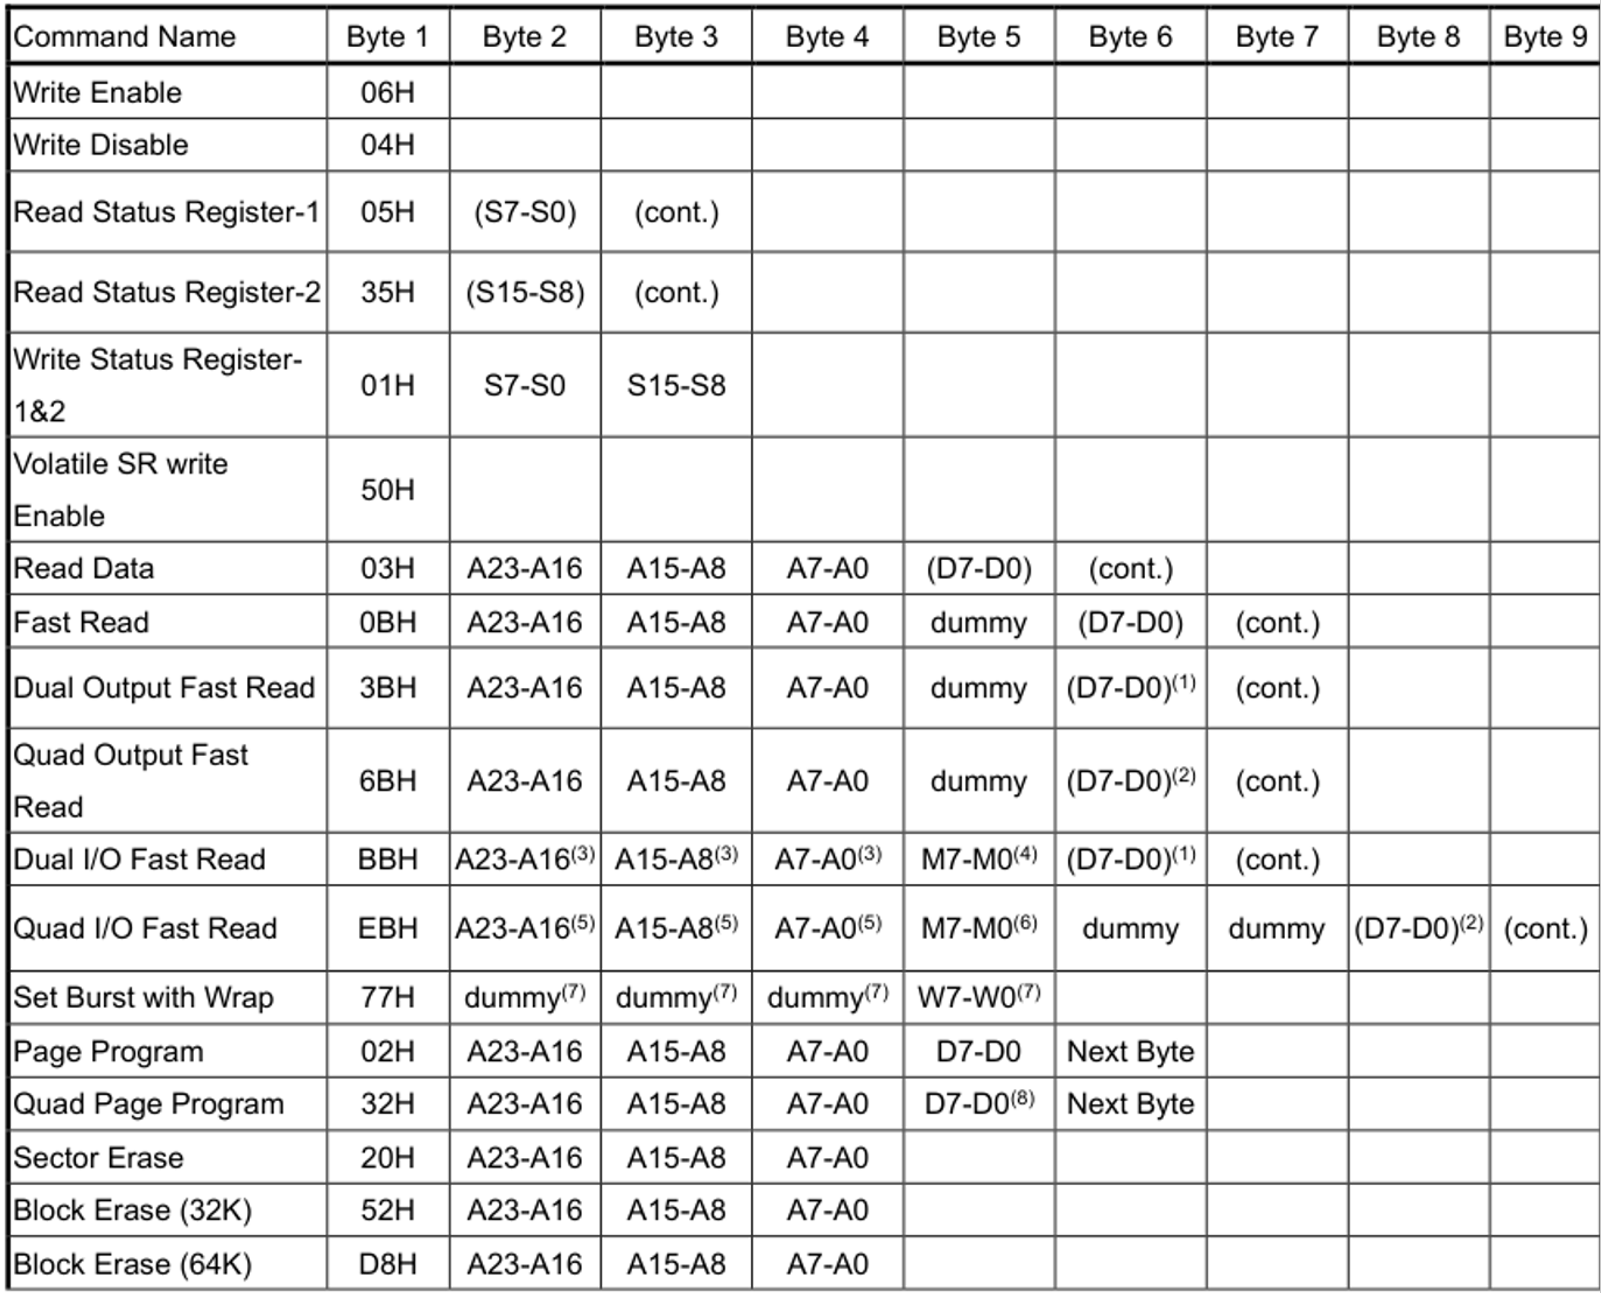 Command Name Byte 1 Byte 2 Byte 3 Byte 4 Byte 5 Byte 6 Byte 7 Byte 8 Byte 9
Write Enable 06H
Write Disable 04H
Read Status Register-1 05H (S7-S0) (cont.)
Read Status Register-2 35H (S15-S8) (cont.)
Write Status Register-
1&2 01H S7-S0 S15-S8
Volatile SR write
Enable 50H
Read Data 03H A23-A16 A15-A8 A7-A0 (D7-D0) (cont.)
Fast Read 0BH A23-A16 A15-A8 A7-A0 dummy (D7-D0) (cont.)
Dual Output Fast Read 3BH A23-A16 A15-A8 A7-A0 dummy (D7-D0)(1) (cont.)
Quad Output Fast
Read 6BH A23-A16 A15-A8 A7-A0 dummy (D7-D0)(2) (cont.)
Dual I/O Fast Read BBH A23-A16(3) A15-A8(3) A7-A0(3) M7-M0(4) (D7-D0)(1) (cont.)
Quad I/O Fast Read EBH A23-A16(5) A15-A8(5) A7-A0(5) M7-M0(6) dummy dummy (D7-D0)(2) (cont.)
Set Burst with Wrap 77H dummy(7) dummy(7) dummy(7) W7-W0(7)
Page Program 02H A23-A16 A15-A8 A7-A0 D7-D0 Next Byte
Quad Page Program 32H A23-A16 A15-A8 A7-A0 D7-D0(8) Next Byte
Sector Erase 20H A23-A16 A15-A8 A7-A0
Block Erase (32K) 52H A23-A16 A15-A8 A7-A0
Block Erase (64K) D8H A23-A16 A15-A8 A7-A0